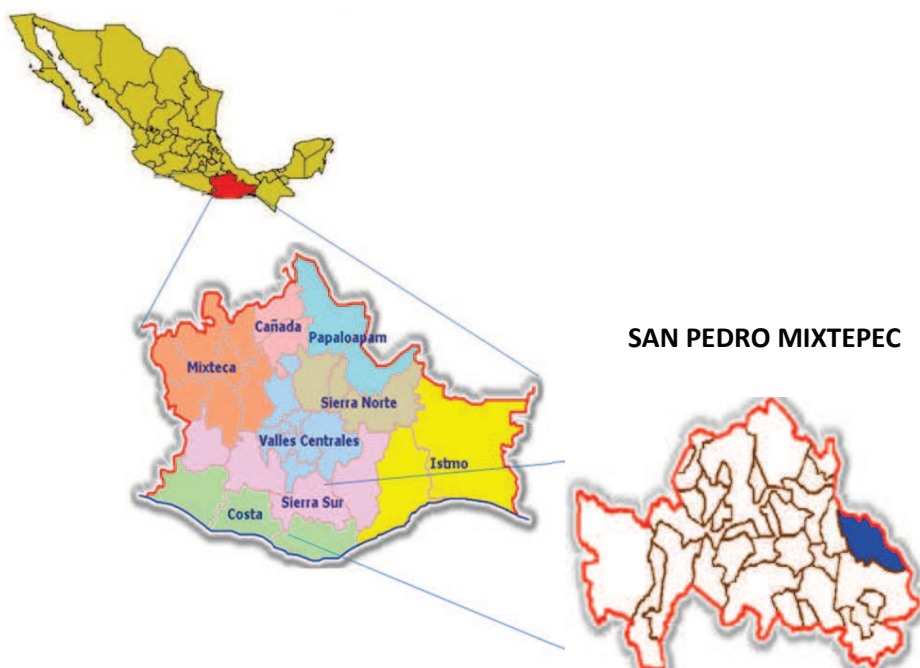 Cañada
Papaloapam
SAN PEDRO MIXTEPEC
Mixteca
Sierra Norte
Valles Centrales
Istmo
Sierra Sur
Costa